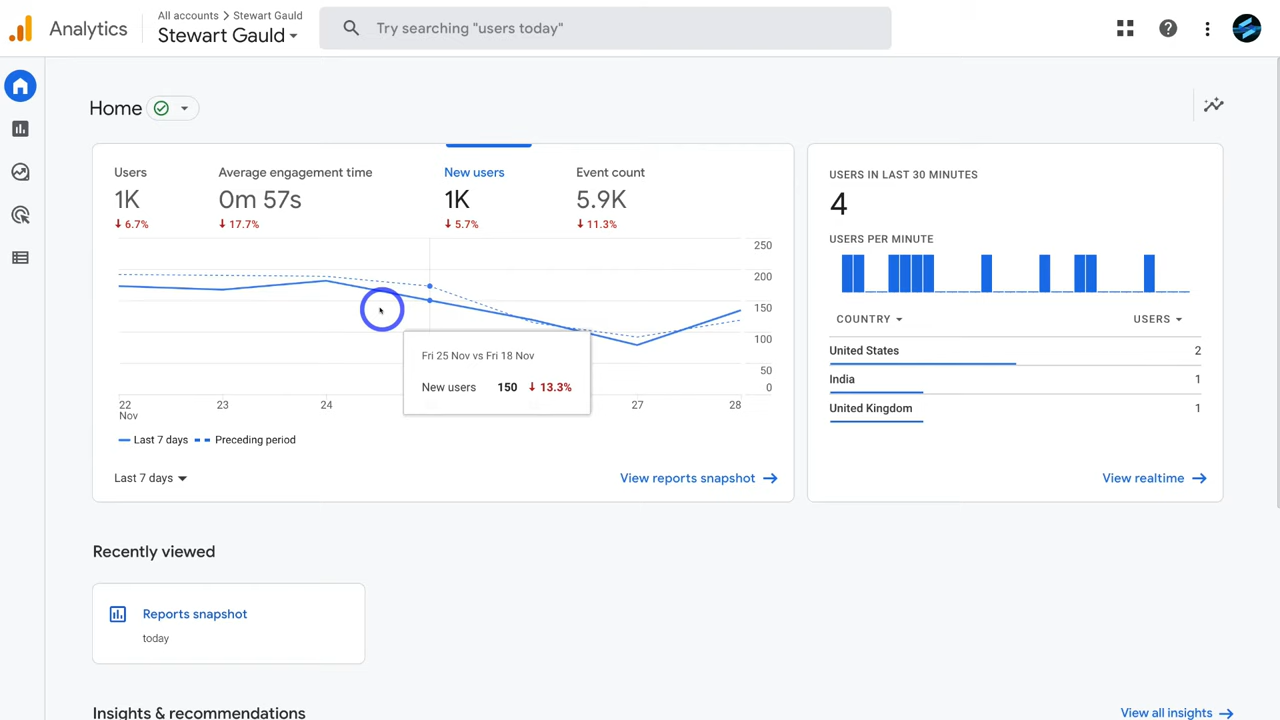 Analytics
All accounts > Stewart Gauld
Stewart Gauld
Try searching "users today"
Home
Users
1K
6.7%
Average engagement time
0m 57s
17.7%
New users
1K
5.7%
Event count
5.9K
11.3%
250
200
150
100
50
0
22
Nov
23
24
27
28
Fri 25 Nov vs Fri 18 Nov
New users 150 13.3%
Last 7 days Preceding period
Last 7 days
View reports snapshot
USERS IN LAST 30 MINUTES
4
USERS PER MINUTE
COUNTRY USERS
United States 2
India 1
United Kingdom 1
View realtime
Recently viewed
Reports snapshot
today
Insights & recommendations
View all insights